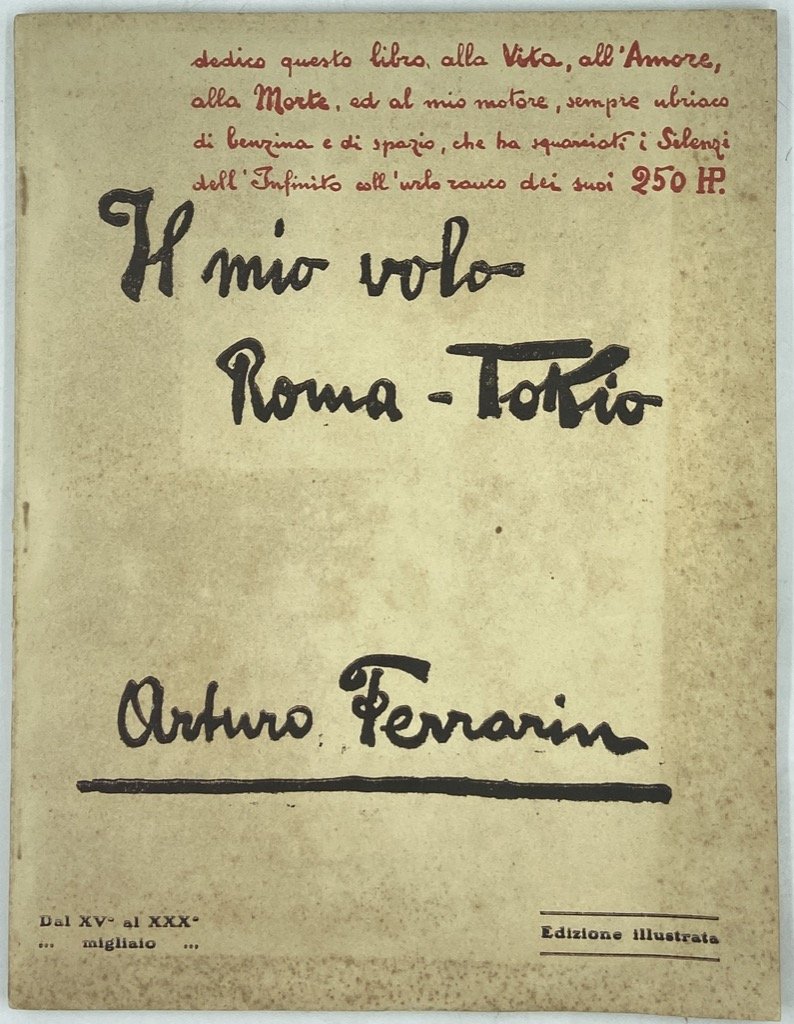 dedico questo libro, alla Vita, all'Amore,
alla Morte, ed al mio motore, sempre ubriaco
di benzina e di spazio, che ha squarciati i Silenzi
dell'Infinito coll'urlo rauco dei suoi 250 HP.
Il mio volo
Roma - Tokio
Arturo Ferrarin
Dal XVº al XXXº
... migliaio ...
Edizione illustrata